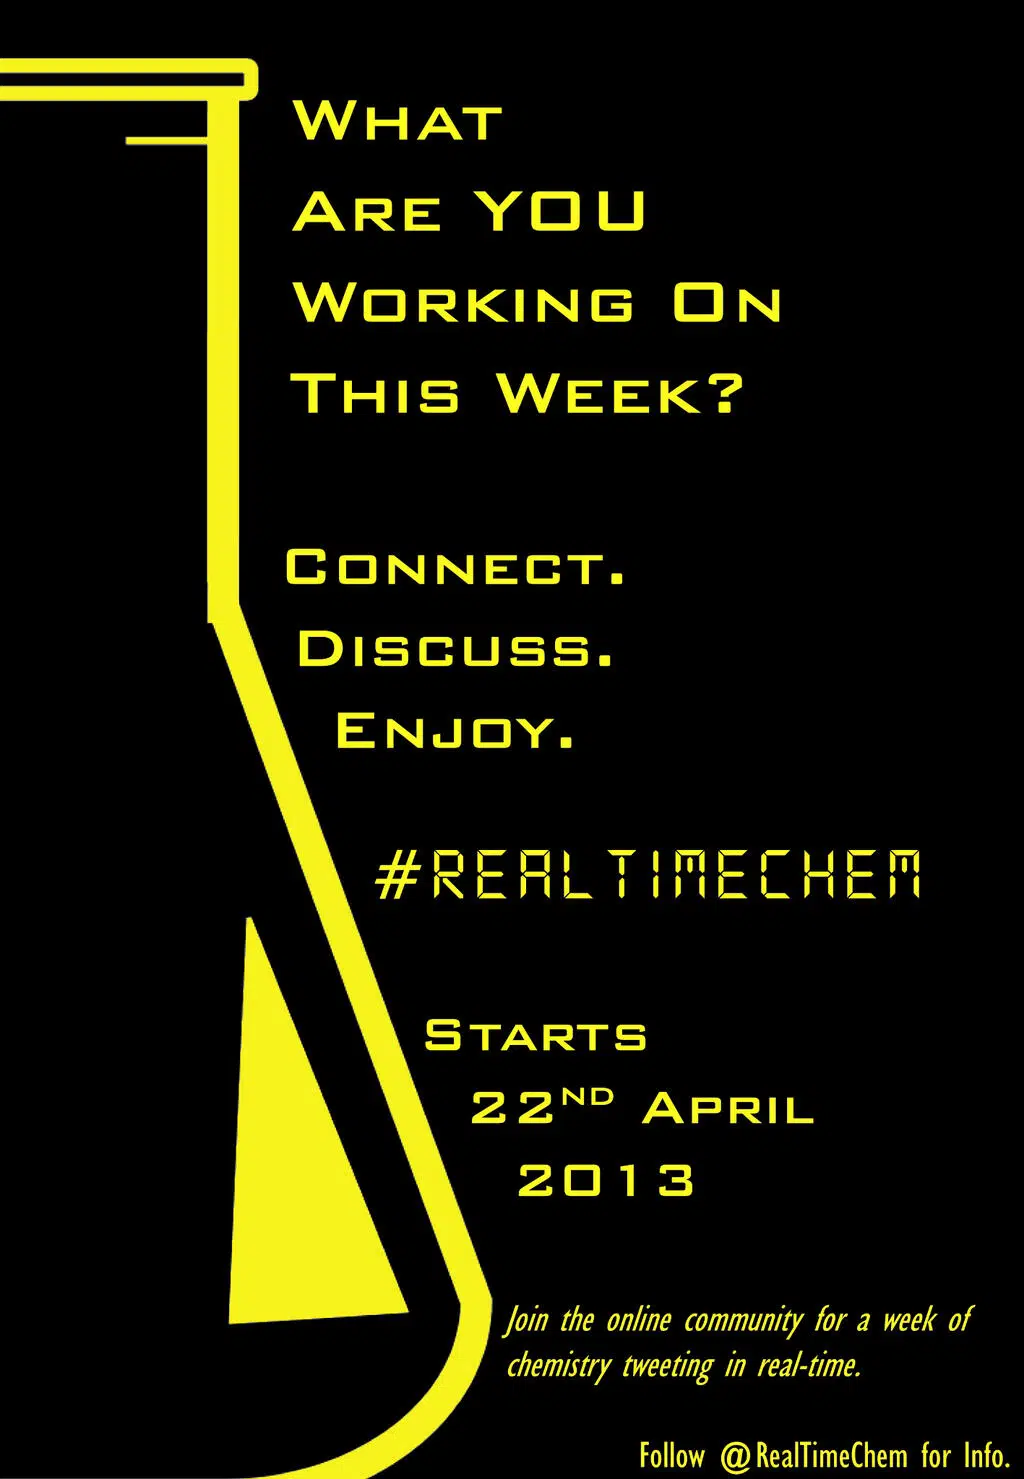 What
Are YOU
Working On
This Week?
Connect.
Discuss.
Enjoy.
#REALTIMECHEM
Starts
22nd April
2013
Join the online community for a week of
chemistry tweeting in real-time.
Follow @RealTimeChem for Info.